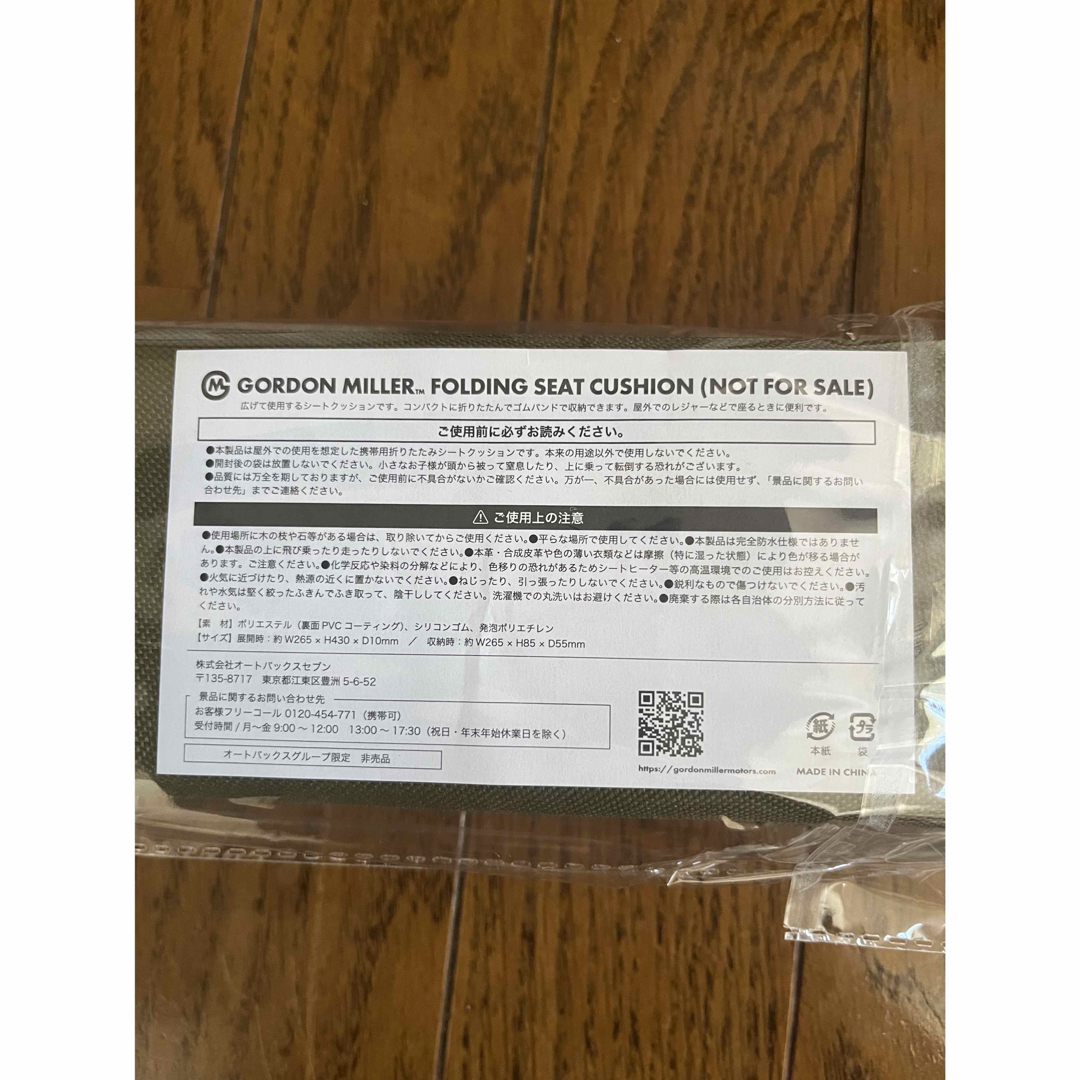 GM GORDON MILLER™ FOLDING SEAT CUSHION (NOT FOR SALE)
広げて使用するシートクッションです。コンパクトに折りたたんでゴムバンドで収納できます。屋外でのレジャーなどで座るときに便利です。
ご使用前に必ずお読みください。
●本製品は屋外での使用を想定した携帯用折りたたみシートクッションです。本来の用途以外で使用しないでください。
●開封後の袋は放置しないでください。小さなお子様が頭から被って窒息したり、上に乗って転倒する恐れがございます。
●品質には万全を期しておりますが、ご使用前に不具合がないかご確認ください。万が一、不具合があった場合には使用せず、「景品に関するお問い
合わせ先」までご連絡ください。
⚠ ご使用上の注意
●使用場所に木の枝や石等がある場合は、取り除いてからご使用ください。●平らな場所で使用してください。●本製品は完全防水仕様ではありませ
ん。●本製品の上に飛び乗ったり走ったりしないでください。●本革・合成皮革や色の薄い衣類などは摩擦（特に湿った状態）により色が移る場合が
あります。ご注意ください。●化学反応や染料の分解などにより、色移りの恐れがあるためシートヒーター等の高温環境でのご使用はお控えください。
●火気に近づけたり、熱源の近くに置かないでください。●ねじったり、引っ張ったりしないでください。●鋭利なもので傷つけないでください。●汚
れや水気は堅く絞ったふきんでふき取って、陰干ししてください。洗濯機での丸洗いはお避けください。●廃棄する際は各自治体の分別方法に従って
ください。
【素 材】ポリエステル（裏面PVCコーティング）、シリコンゴム、発泡ポリエチレン
【サイズ】展開時：約W265×H430×D10mm ／ 収納時：約W265×H85×D55mm
株式会社オートバックスセブン
〒135-8717 東京都江東区豊洲5-6-52
景品に関するお問い合わせ先
お客様フリーコール 0120-454-771（携帯可）
受付時間 / 月〜金 9:00〜12:00 13:00〜17:30（祝日・年末年始休業日を除く）
オートバックスグループ限定 非売品
https://gordonmillermotors.com
紙
本紙
プラ
袋
MADE IN CHINA